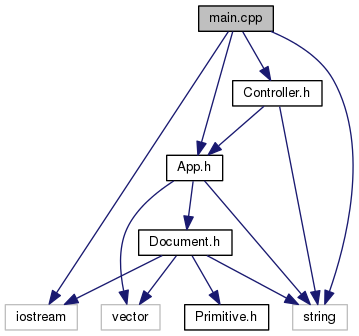 main.cpp
Controller.h
App.h
Document.h
iostream
vector
Primitive.h
string